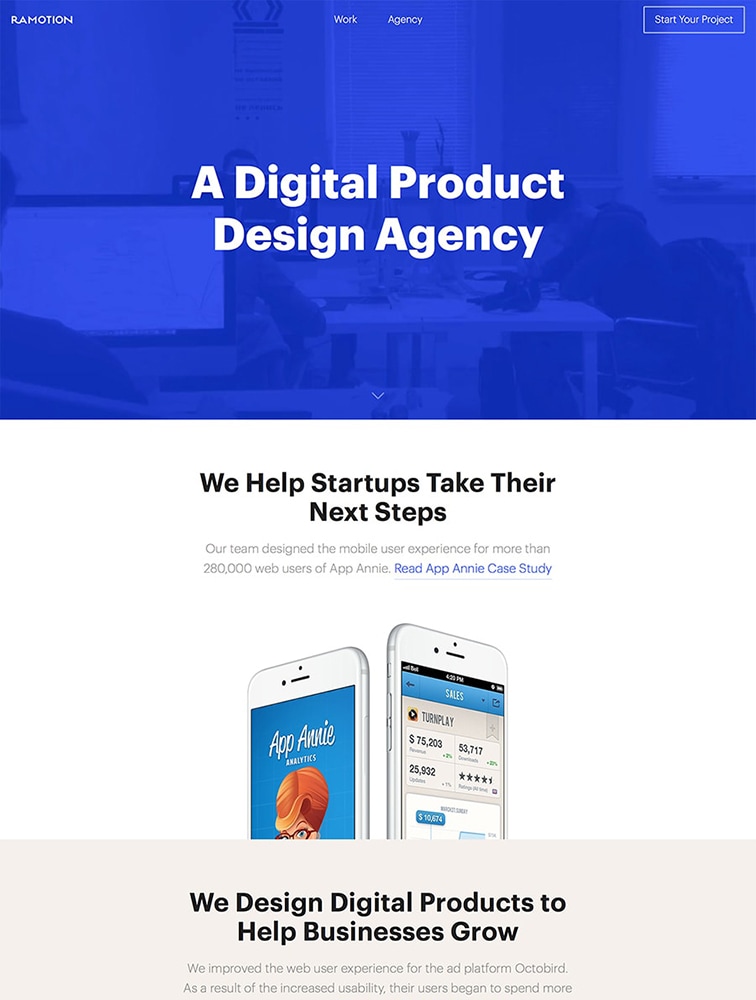 RAMOTION
Work
Agency
Start Your Project
A Digital Product
Design Agency
We Help Startups Take Their
Next Steps
Our team designed the mobile user experience for more than
280,000 web users of App Annie. Read App Annie Case Study
App Annie
ANALYTICS
4:20 PM
SALES
TURNPLAY
$ 75,203
Revenue
53,717
Downloads
25,932
Updates
Ratings (All time)
$ 10,674
We Design Digital Products to
Help Businesses Grow
We improved the web user experience for the ad platform Octobird.
As a result of the increased usability, their users began to spend more